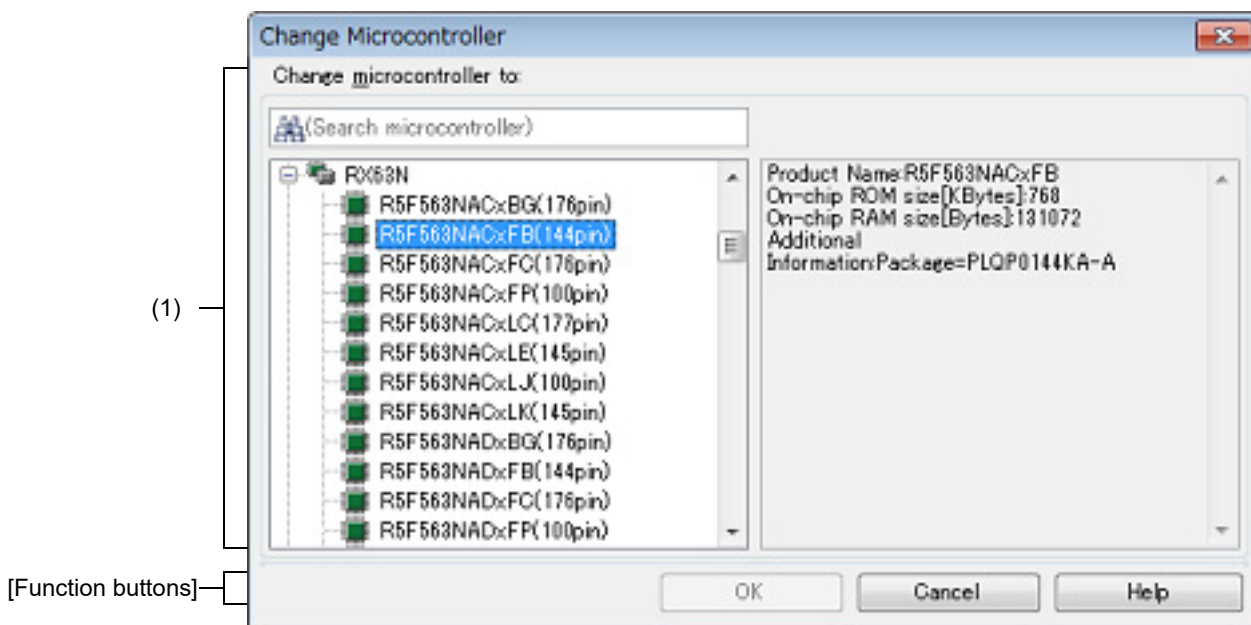 Change Microcontroller
Change microcontroller to:
(Search microcontroller)
RX63N
R5F563NACxBG(176pin)
R5F563NACxFB(144pin)
R5F563NACxFC(176pin)
R5F563NACxFP(100pin)
R5F563NACxLC(177pin)
R5F563NACxLE(145pin)
R5F563NACxLJ(100pin)
R5F563NACxLK(145pin)
R5F563NADxBG(176pin)
R5F563NADxFB(144pin)
R5F563NADxFC(176pin)
R5F563NADxFP(100pin)
Product Name:R5F563NACxFB
On-chip ROM size[KBytes]:768
On-chip RAM size[Bytes]:131072
Additional
Information:Package=PLQP0144KA-A
(1)
[Function buttons]
OK
Cancel
Help